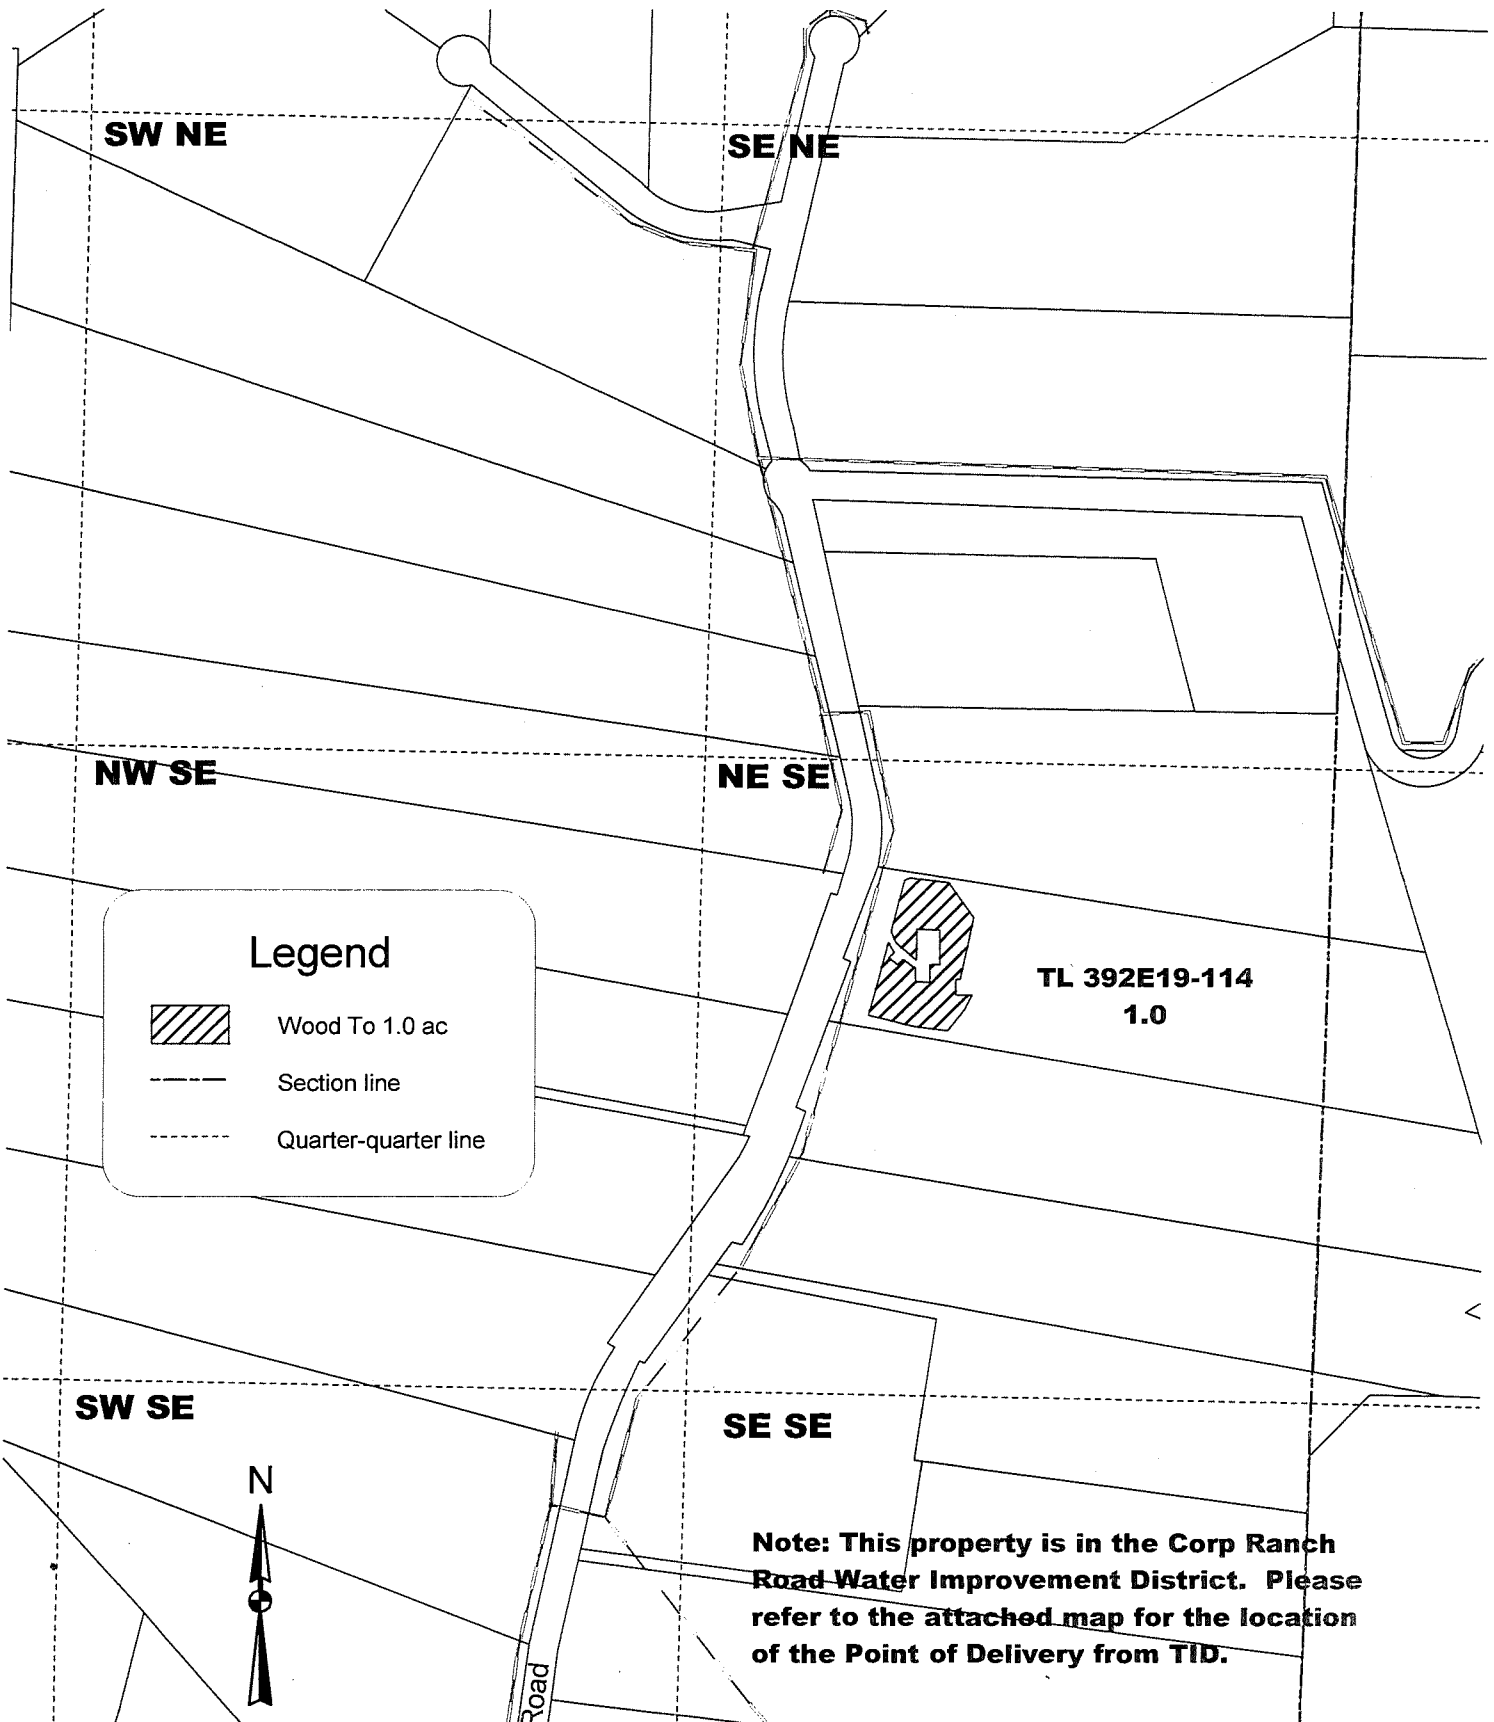 SW NE
SE NE
NW SE
NE SE
Legend
Wood To 1.0 ac
Section line
Quarter-quarter line
TL 392E19-114
1.0
SW SE
SE SE
N
Note: This property is in the Corp Ranch
Road Water Improvement District. Please
refer to the attached map for the location
of the Point of Delivery from TID.
Road